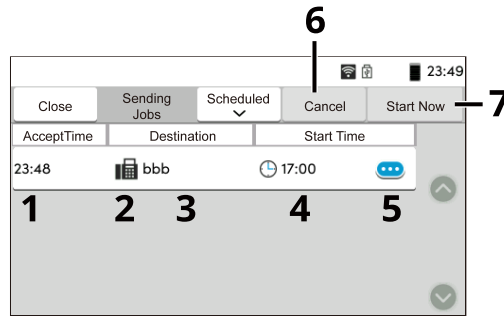 6
23:49
Close
Sending
Jobs
Scheduled
Cancel
Start Now
7
AcceptTime
Destination
Start Time
23:48
bbb
17:00
1
2
3
4
5